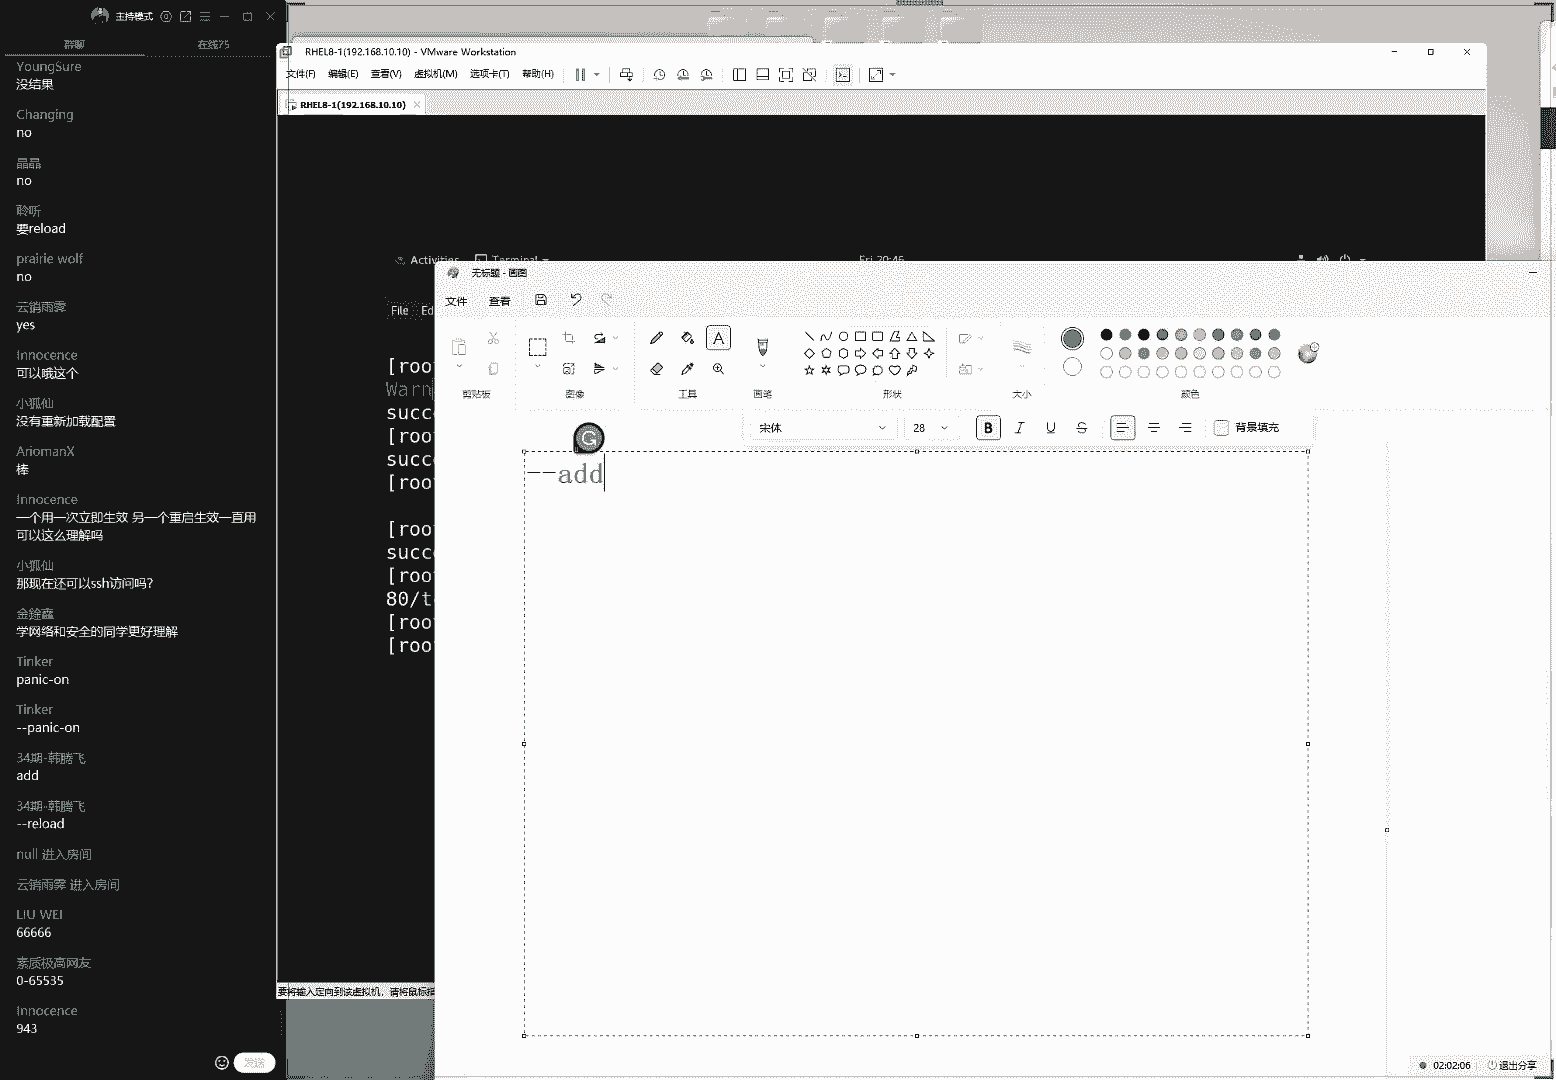 主持模式
群聊
在线75
YoungSure
没结果
Changing
no
晶晶
no
聆听
要reload
prairie wolf
no
云销雨霁
yes
Innocence
可以哦这个
小狐仙
没有重新加载配置
AriomanX
棒
Innocence
一个用一次立即生效 另一个重启生效一直用
可以这么理解吗
小狐仙
那现在还可以ssh访问吗?
金銓鑫
学网络和安全的同学更好理解
Tinker
panic-on
Tinker
--panic-on
34期-韩腾飞
add
34期-韩腾飞
--reload
null 进入房间
云销雨霁 进入房间
LIU WEI
66666
素质极高网友
0-65535
Innocence
943
发送
RHEL8-1(192.168.10.10) - VMware Workstation
文件(F) 编辑(E) 查看(V) 虚拟机(M) 选项卡(T) 帮助(H)
RHEL8-1(192.168.10.10)
Activities Terminal
Fri 20:46
File Ed
[roo
Warn
succ
[roo
succ
[roo
[roo
succ
[roo
80/t
[roo
[roo
要将输入定向到该虚拟机，请将鼠标指
无标题 - 画图
文件 查看
剪贴板 图像 工具 画笔 形状 大小 颜色
宋体 28 B I U S 背景填充
G
--add
02:02:06 退出分享